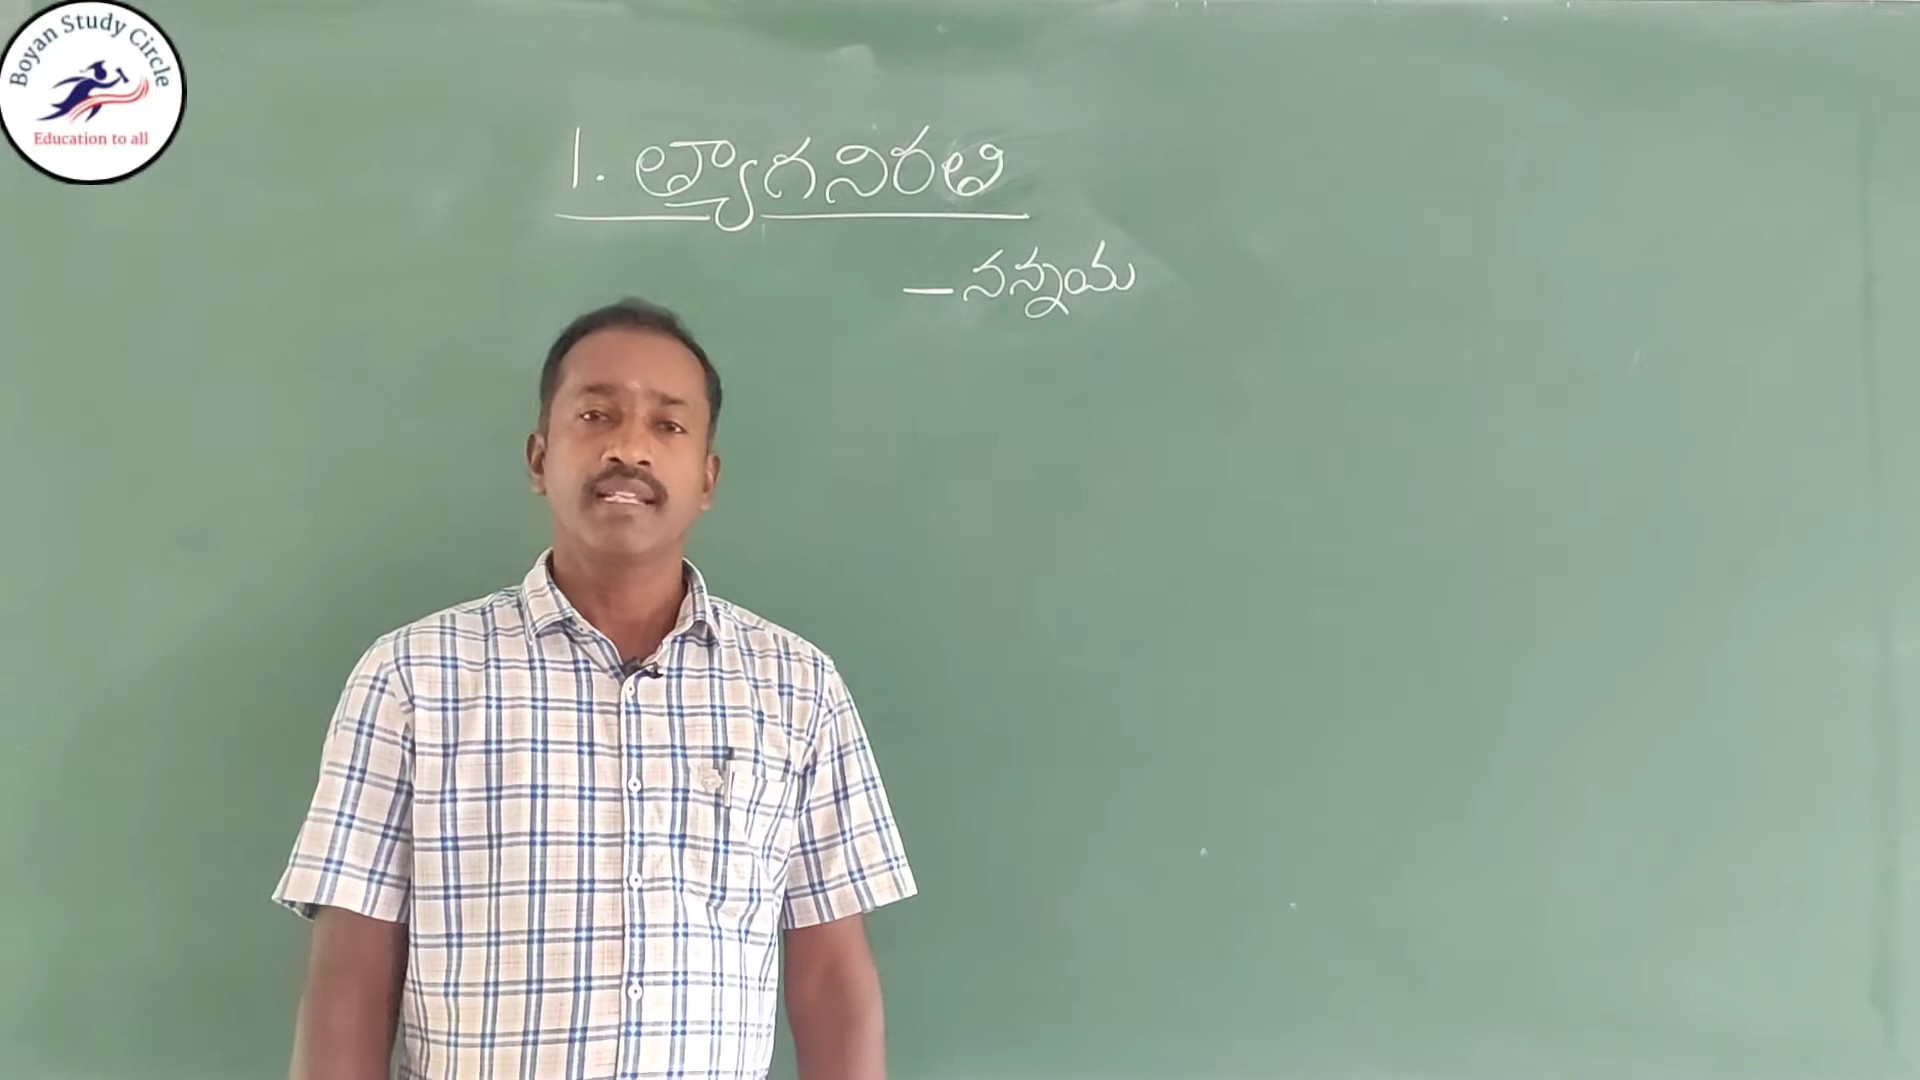 Boyan Study Circle
Education to all
1. త్యాగనిరతి
– నన్నయ